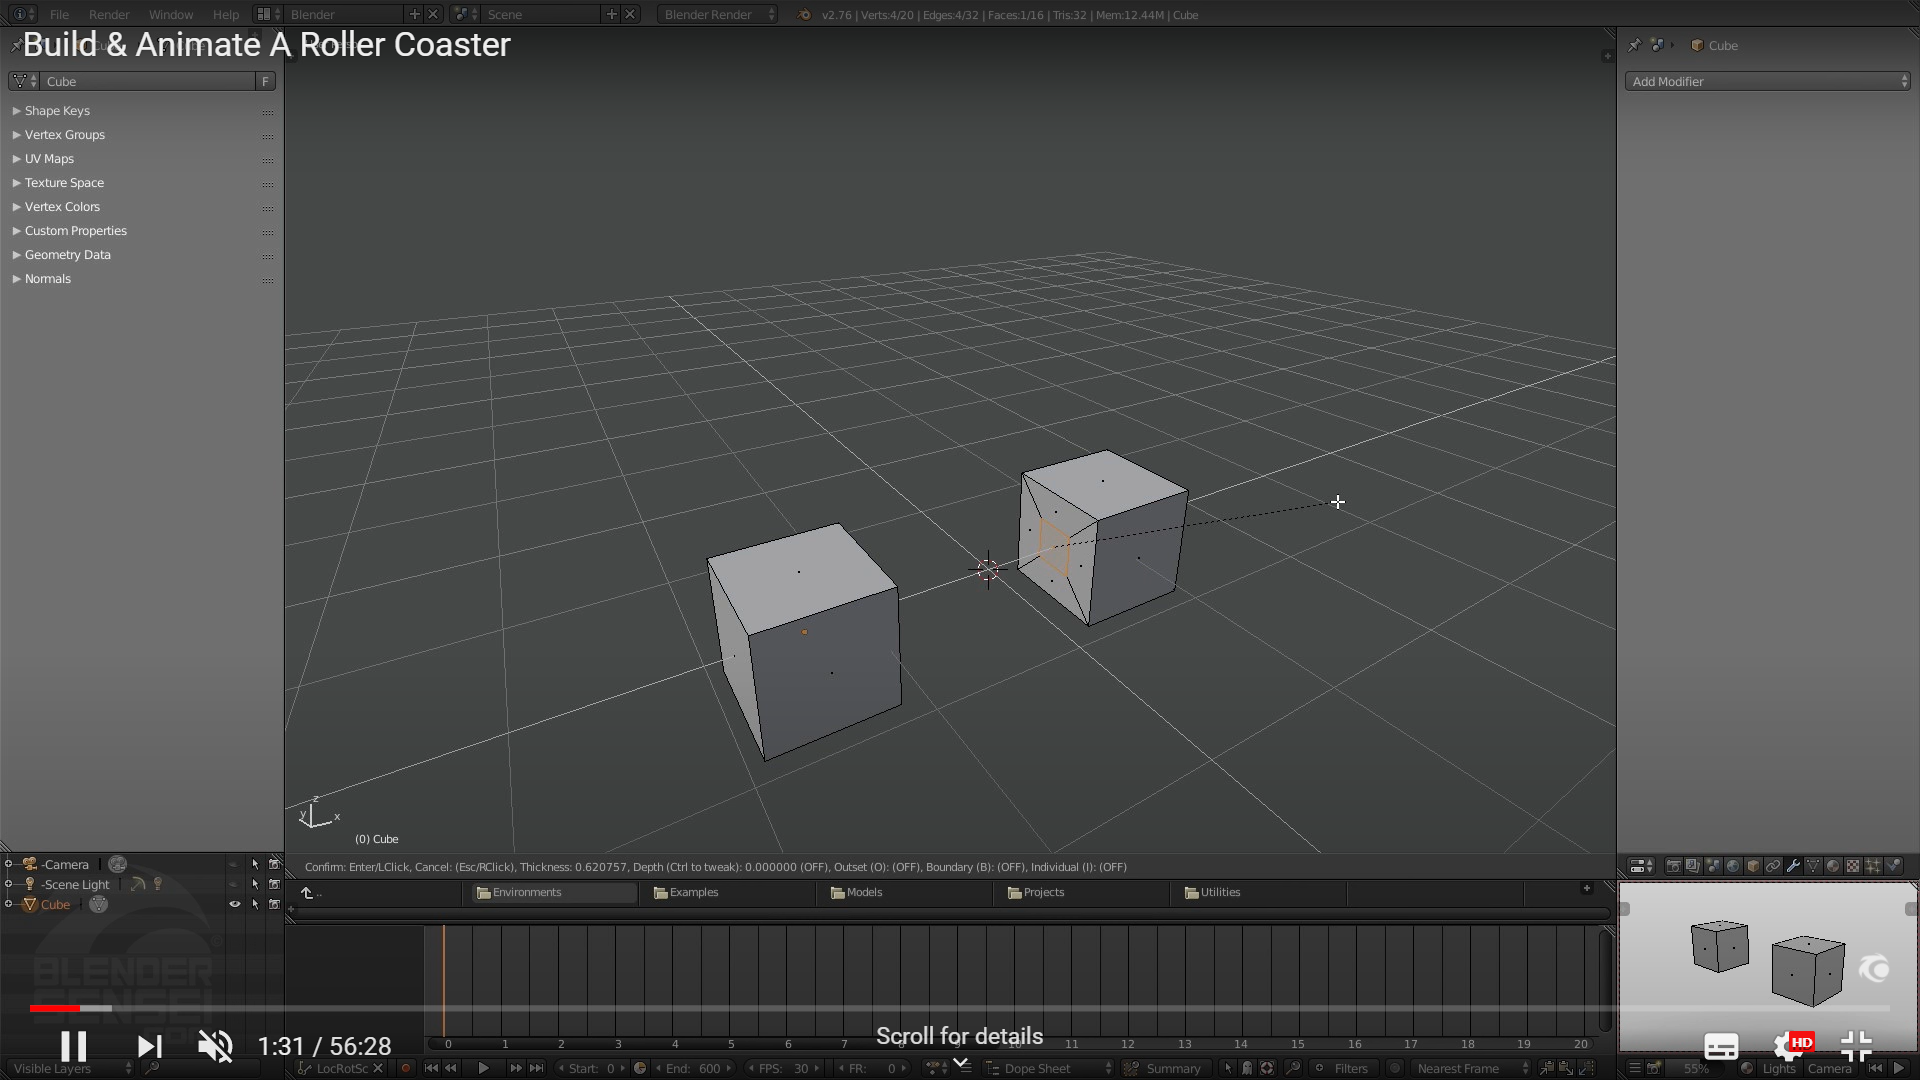 File Render Window Help Blender Scene Blender Render v2.76 | Verts:4/20 | Edges:4/32 | Faces:1/16 | Tris:32 | Mem:12.44M | Cube
Build & Animate A Roller Coaster
Cube
Cube F
Add Modifier
Shape Keys
Vertex Groups
UV Maps
Texture Space
Vertex Colors
Custom Properties
Geometry Data
Normals
z
y x
(0) Cube
-Camera
-Scene Light
Cube
Confirm: Enter/LClick, Cancel: (Esc/RClick), Thickness: 0.620757, Depth (Ctrl to tweak): 0.000000 (OFF), Outset (O): (OFF), Boundary (B): (OFF), Individual (I): (OFF)
.. Environments Examples Models Projects Utilities
BLENDER
SENSEI
Scroll for details
1:31 / 56:28
HD
0 1 2 3 4 5 6 7 8 9 10 11 12 13 14 15 16 17 18 19 20
Visible Layers LocRotSc Start: 0 End: 600 FPS: 30 FR: 0 Dope Sheet Summary Filters Nearest Frame 55% Lights Camera